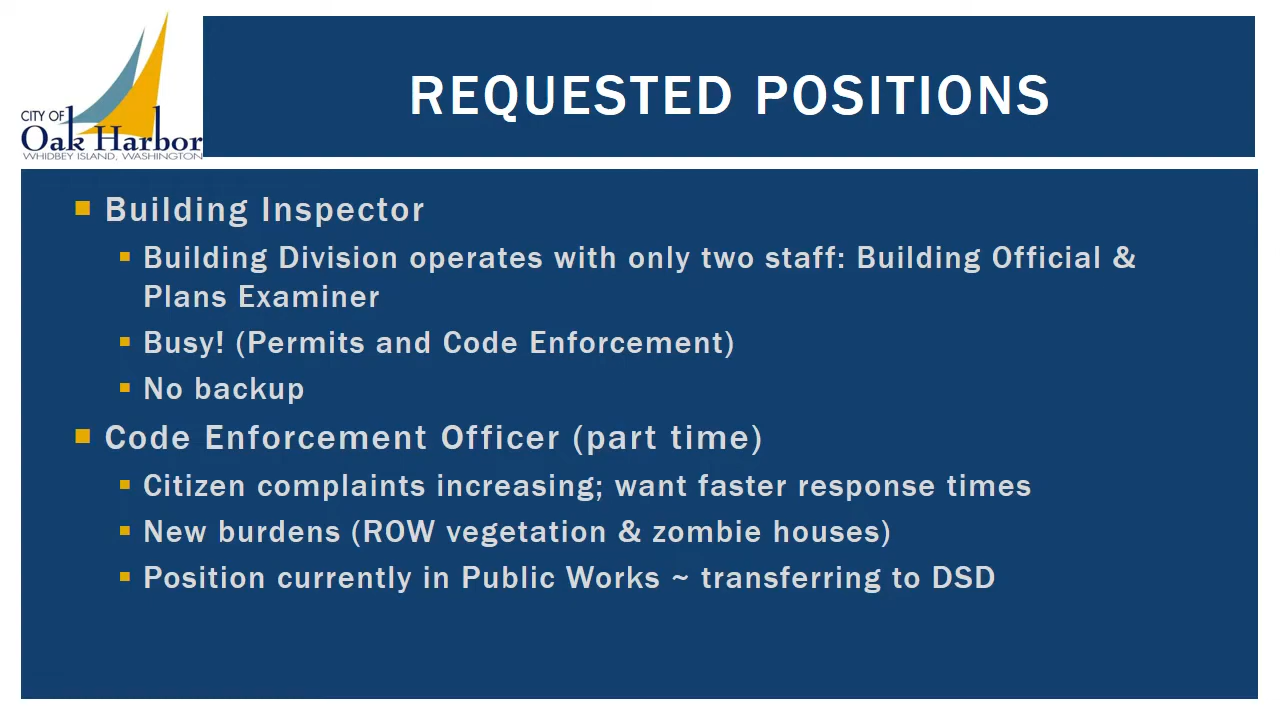 CITY OF
Oak Harbor
WHIDBEY ISLAND, WASHINGTON
REQUESTED POSITIONS
Building Inspector
Building Division operates with only two staff: Building Official &
Plans Examiner
Busy! (Permits and Code Enforcement)
No backup
Code Enforcement Officer (part time)
Citizen complaints increasing; want faster response times
New burdens (ROW vegetation & zombie houses)
Position currently in Public Works ~ transferring to DSD